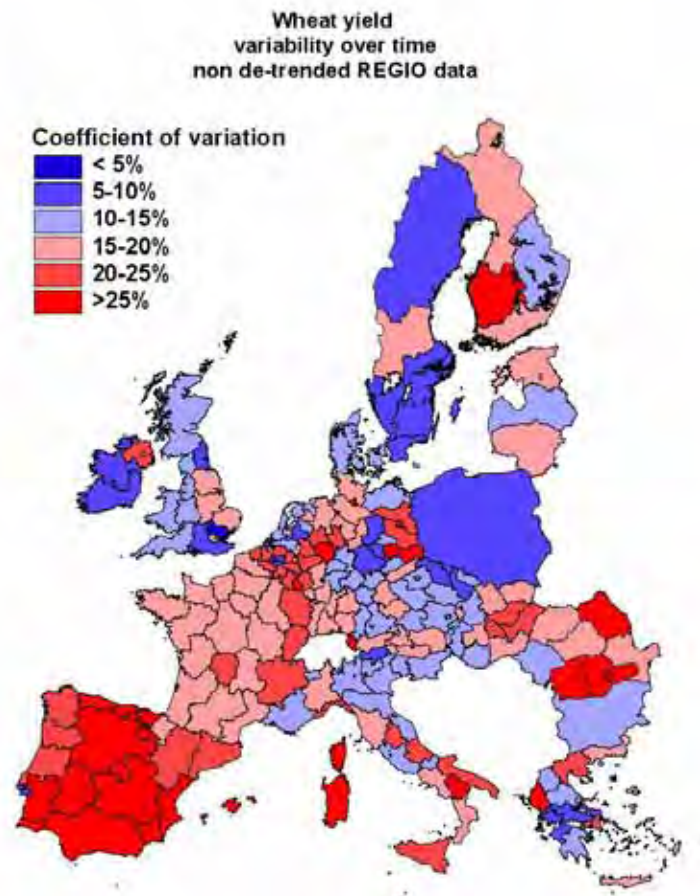 Wheat yield
variability over time
non de-trended REGIO data
Coefficient of variation
< 5%
5-10%
10-15%
15-20%
20-25%
>25%